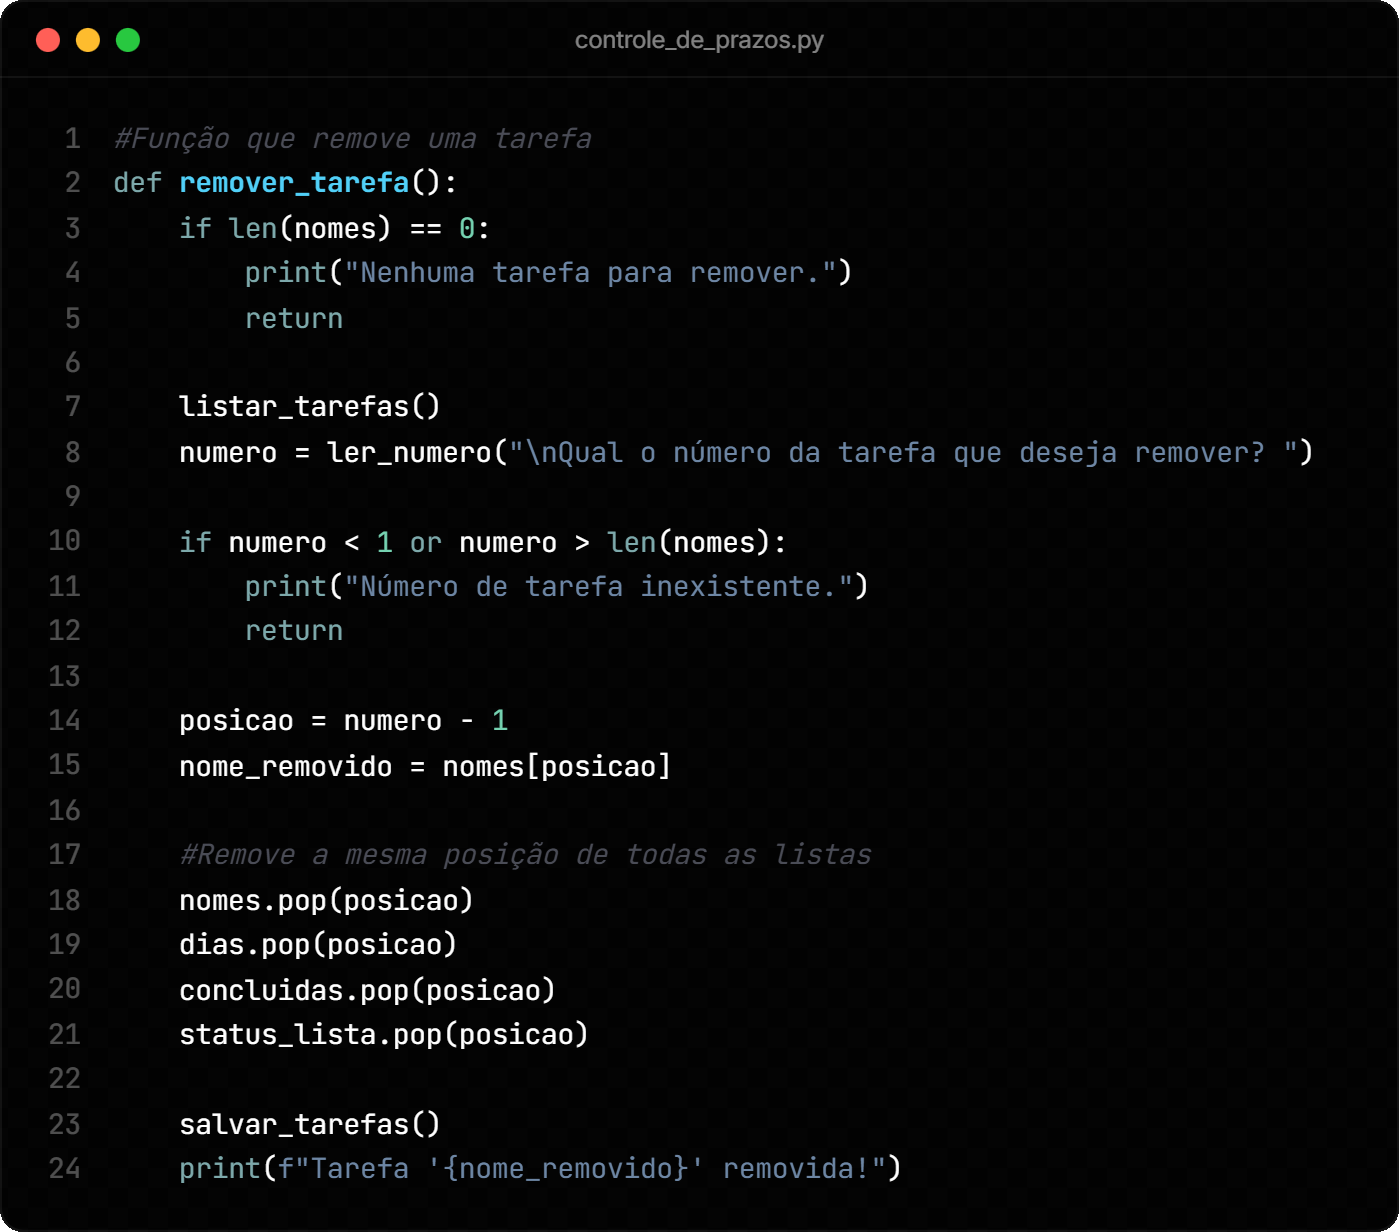 controle_de_prazos.py
1 #Função que remove uma tarefa
2 def remover_tarefa():
3     if len(nomes) == 0:
4         print("Nenhuma tarefa para remover.")
5         return
6
7     listar_tarefas()
8     numero = ler_numero("\nQual o número da tarefa que deseja remover? ")
9
10     if numero < 1 or numero > len(nomes):
11         print("Número de tarefa inexistente.")
12         return
13
14     posicao = numero - 1
15     nome_removido = nomes[posicao]
16
17     #Remove a mesma posição de todas as listas
18     nomes.pop(posicao)
19     dias.pop(posicao)
20     concluidas.pop(posicao)
21     status_lista.pop(posicao)
22
23     salvar_tarefas()
24     print(f"Tarefa '{nome_removido}' removida!")